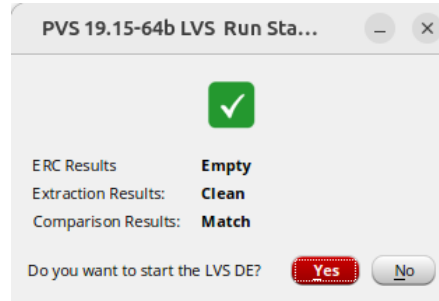 PVS 19.15-64b LVS Run Sta...
ERC Results Empty
Extraction Results: Clean
Comparison Results: Match
Do you want to start the LVS DE? Yes No